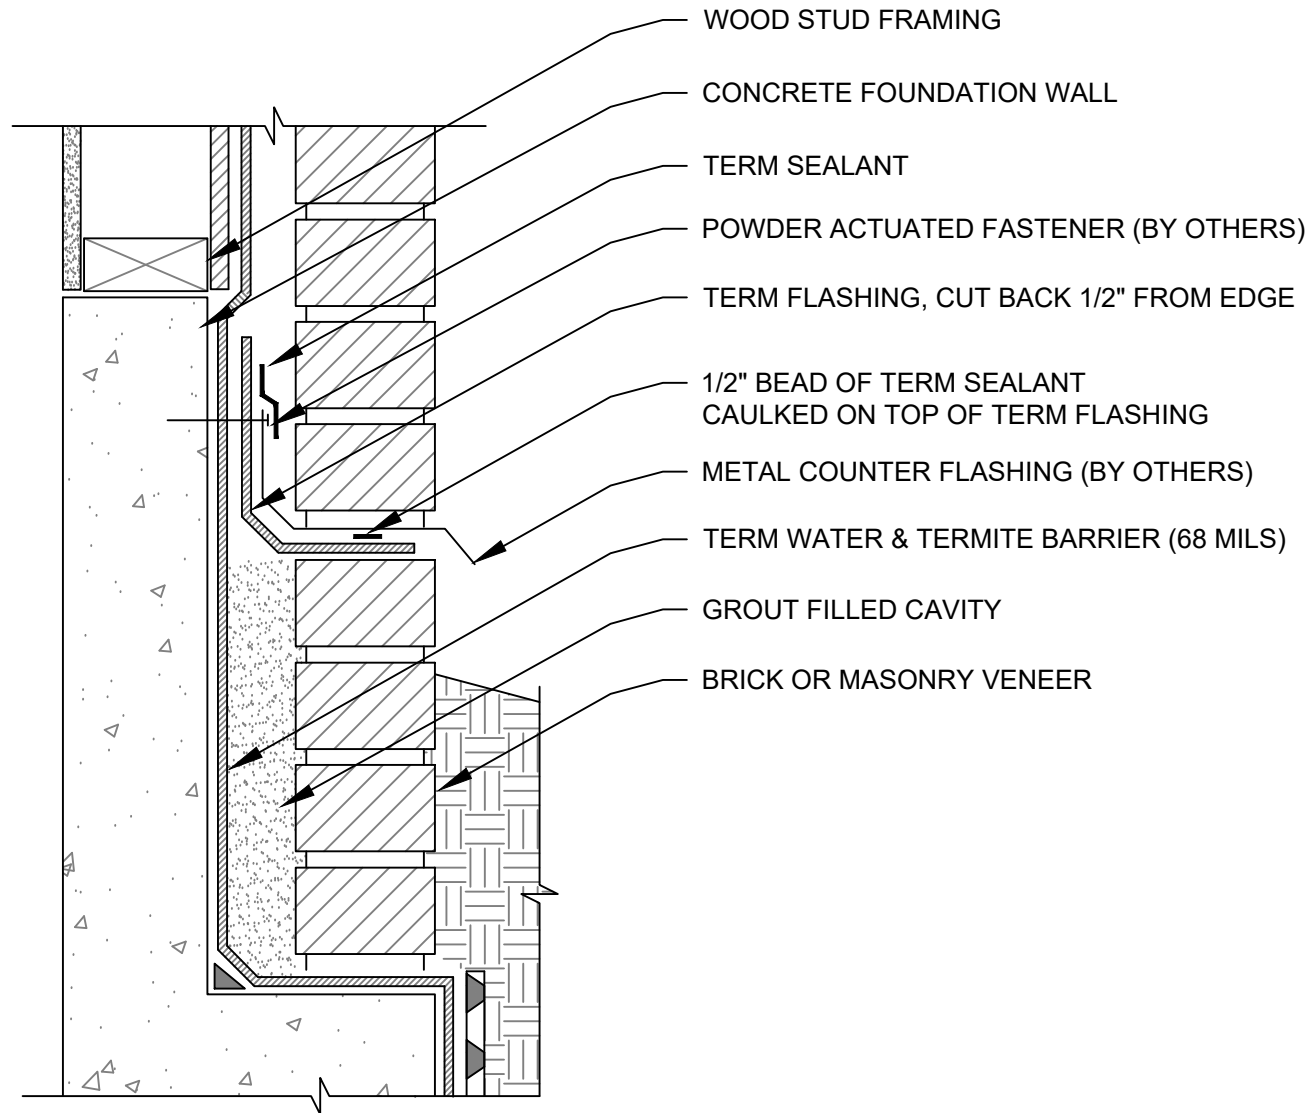 WOOD STUD FRAMING
CONCRETE FOUNDATION WALL
TERM SEALANT
POWDER ACTUATED FASTENER (BY OTHERS)
TERM FLASHING, CUT BACK 1/2" FROM EDGE
1/2" BEAD OF TERM SEALANT
CAULKED ON TOP OF TERM FLASHING
METAL COUNTER FLASHING (BY OTHERS)
TERM WATER & TERMITE BARRIER (68 MILS)
GROUT FILLED CAVITY
BRICK OR MASONRY VENEER